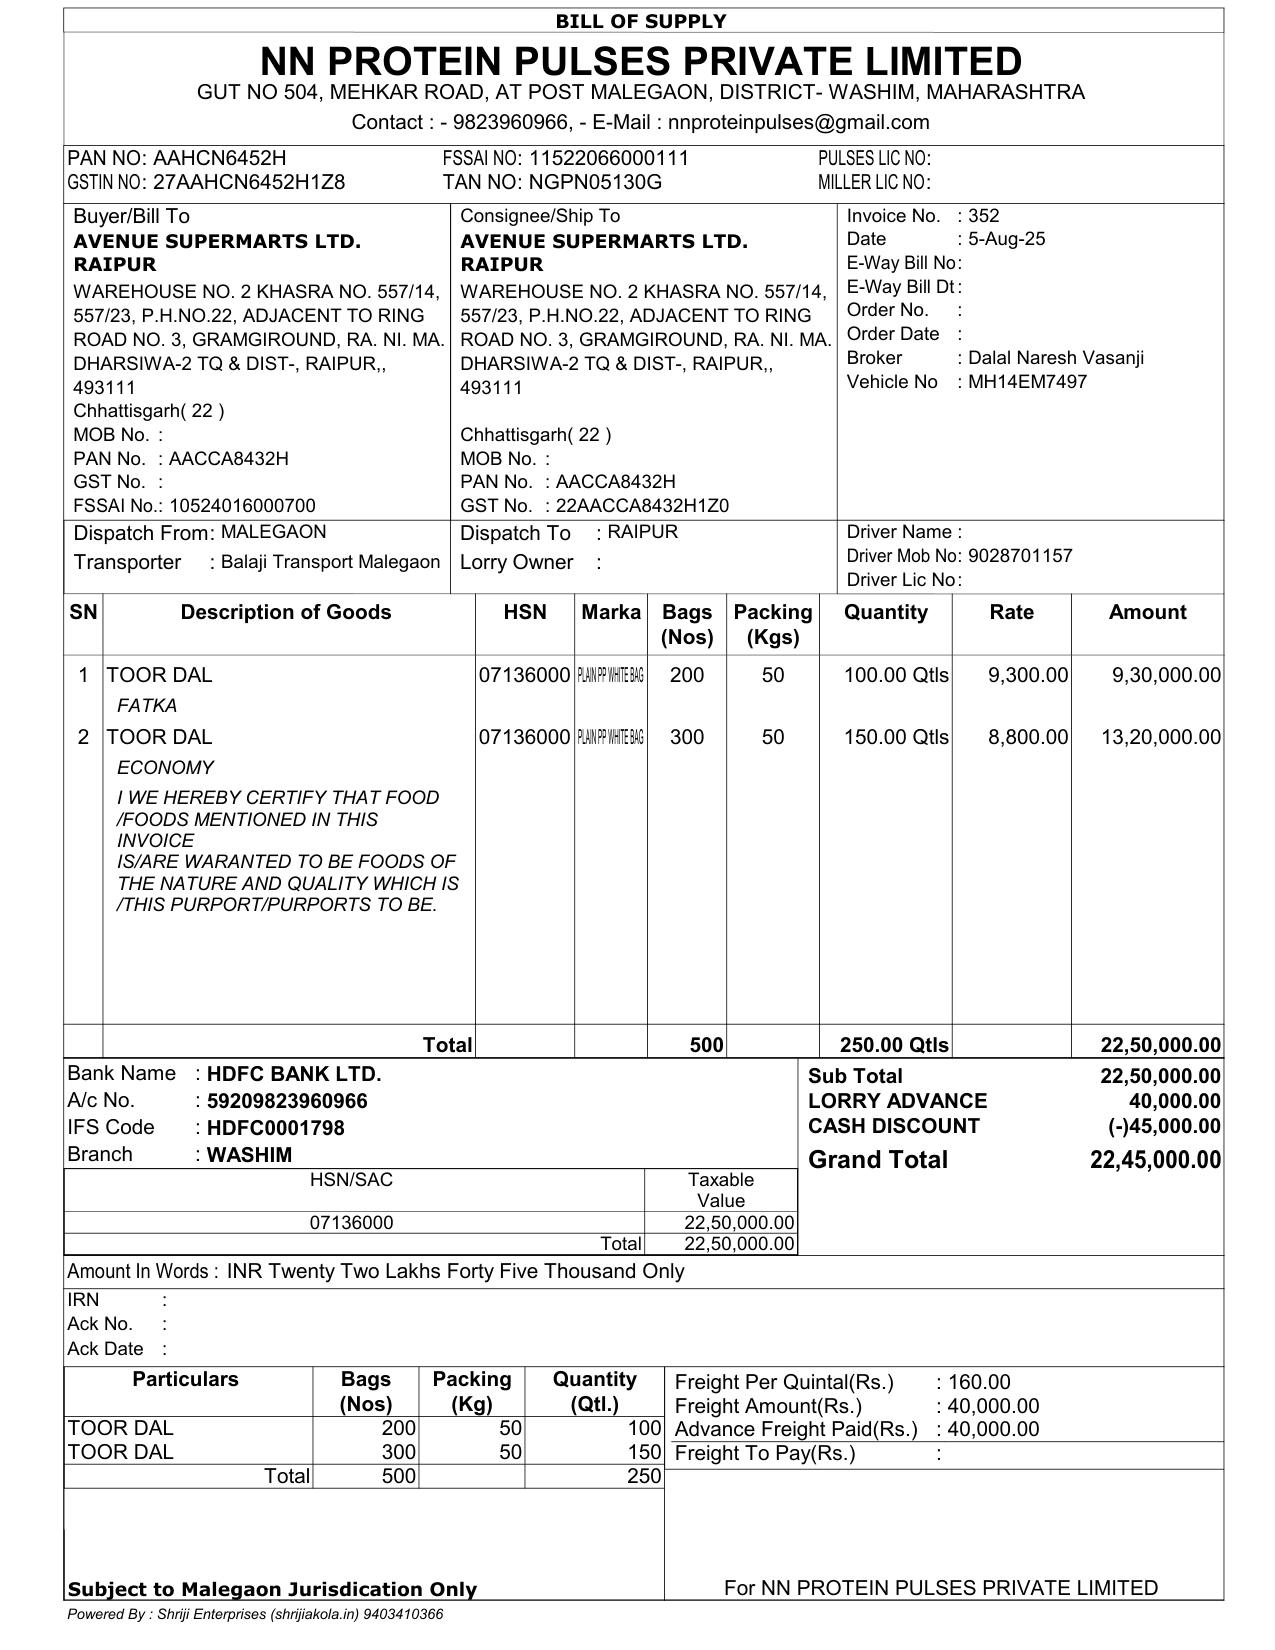 BILL OF SUPPLY
NN PROTEIN PULSES PRIVATE LIMITED
GUT NO 504, MEHKAR ROAD, AT POST MALEGAON, DISTRICT- WASHIM, MAHARASHTRA
Contact : - 9823960966, - E-Mail : nnproteinpulses@gmail.com
PAN NO: AAHCN6452H FSSAI NO: 11522066000111 PULSES LIC NO:
GSTIN NO: 27AAHCN6452H1Z8 TAN NO: NGPN05130G MILLER LIC NO:
Buyer/Bill To
AVENUE SUPERMARTS LTD.
RAIPUR
WAREHOUSE NO. 2 KHASRA NO. 557/14,
557/23, P.H.NO.22, ADJACENT TO RING
ROAD NO. 3, GRAMGIROUND, RA. NI. MA.
DHARSIWA-2 TQ & DIST-, RAIPUR,,
493111
Chhattisgarh( 22 )
MOB No. :
PAN No. : AACCA8432H
GST No. :
FSSAI No.: 10524016000700
Consignee/Ship To
AVENUE SUPERMARTS LTD.
RAIPUR
WAREHOUSE NO. 2 KHASRA NO. 557/14,
557/23, P.H.NO.22, ADJACENT TO RING
ROAD NO. 3, GRAMGIROUND, RA. NI. MA.
DHARSIWA-2 TQ & DIST-, RAIPUR,,
493111
Chhattisgarh( 22 )
MOB No. :
PAN No. : AACCA8432H
GST No. : 22AACCA8432H1Z0
Invoice No. : 352
Date : 5-Aug-25
E-Way Bill No:
E-Way Bill Dt :
Order No. :
Order Date :
Broker : Dalal Naresh Vasanji
Vehicle No : MH14EM7497
Dispatch From: MALEGAON
Transporter : Balaji Transport Malegaon
Dispatch To : RAIPUR
Lorry Owner :
Driver Name :
Driver Mob No: 9028701157
Driver Lic No:
SN Description of Goods HSN Marka Bags Packing Quantity Rate Amount
(Nos) (Kgs)
1 TOOR DAL 07136000 PLAIN PP WHITE BAG 200 50 100.00 Qtls 9,300.00 9,30,000.00
FATKA
2 TOOR DAL 07136000 PLAIN PP WHITE BAG 300 50 150.00 Qtls 8,800.00 13,20,000.00
ECONOMY
I WE HEREBY CERTIFY THAT FOOD
/FOODS MENTIONED IN THIS
INVOICE
IS/ARE WARANTED TO BE FOODS OF
THE NATURE AND QUALITY WHICH IS
/THIS PURPORT/PURPORTS TO BE.
Total 500 250.00 Qtls 22,50,000.00
Bank Name : HDFC BANK LTD.
A/c No. : 59209823960966
IFS Code : HDFC0001798
Branch : WASHIM
Sub Total 22,50,000.00
LORRY ADVANCE 40,000.00
CASH DISCOUNT (-)45,000.00
Grand Total 22,45,000.00
HSN/SAC Taxable
Value
07136000 22,50,000.00
Total 22,50,000.00
Amount In Words : INR Twenty Two Lakhs Forty Five Thousand Only
IRN :
Ack No. :
Ack Date :
Particulars Bags Packing Quantity
(Nos) (Kg) (Qtl.)
TOOR DAL 200 50 100
TOOR DAL 300 50 150
Total 500 250
Freight Per Quintal(Rs.) : 160.00
Freight Amount(Rs.) : 40,000.00
Advance Freight Paid(Rs.) : 40,000.00
Freight To Pay(Rs.) :
Subject to Malegaon Jurisdication Only
For NN PROTEIN PULSES PRIVATE LIMITED
Powered By : Shriji Enterprises (shrijiakola.in) 9403410366